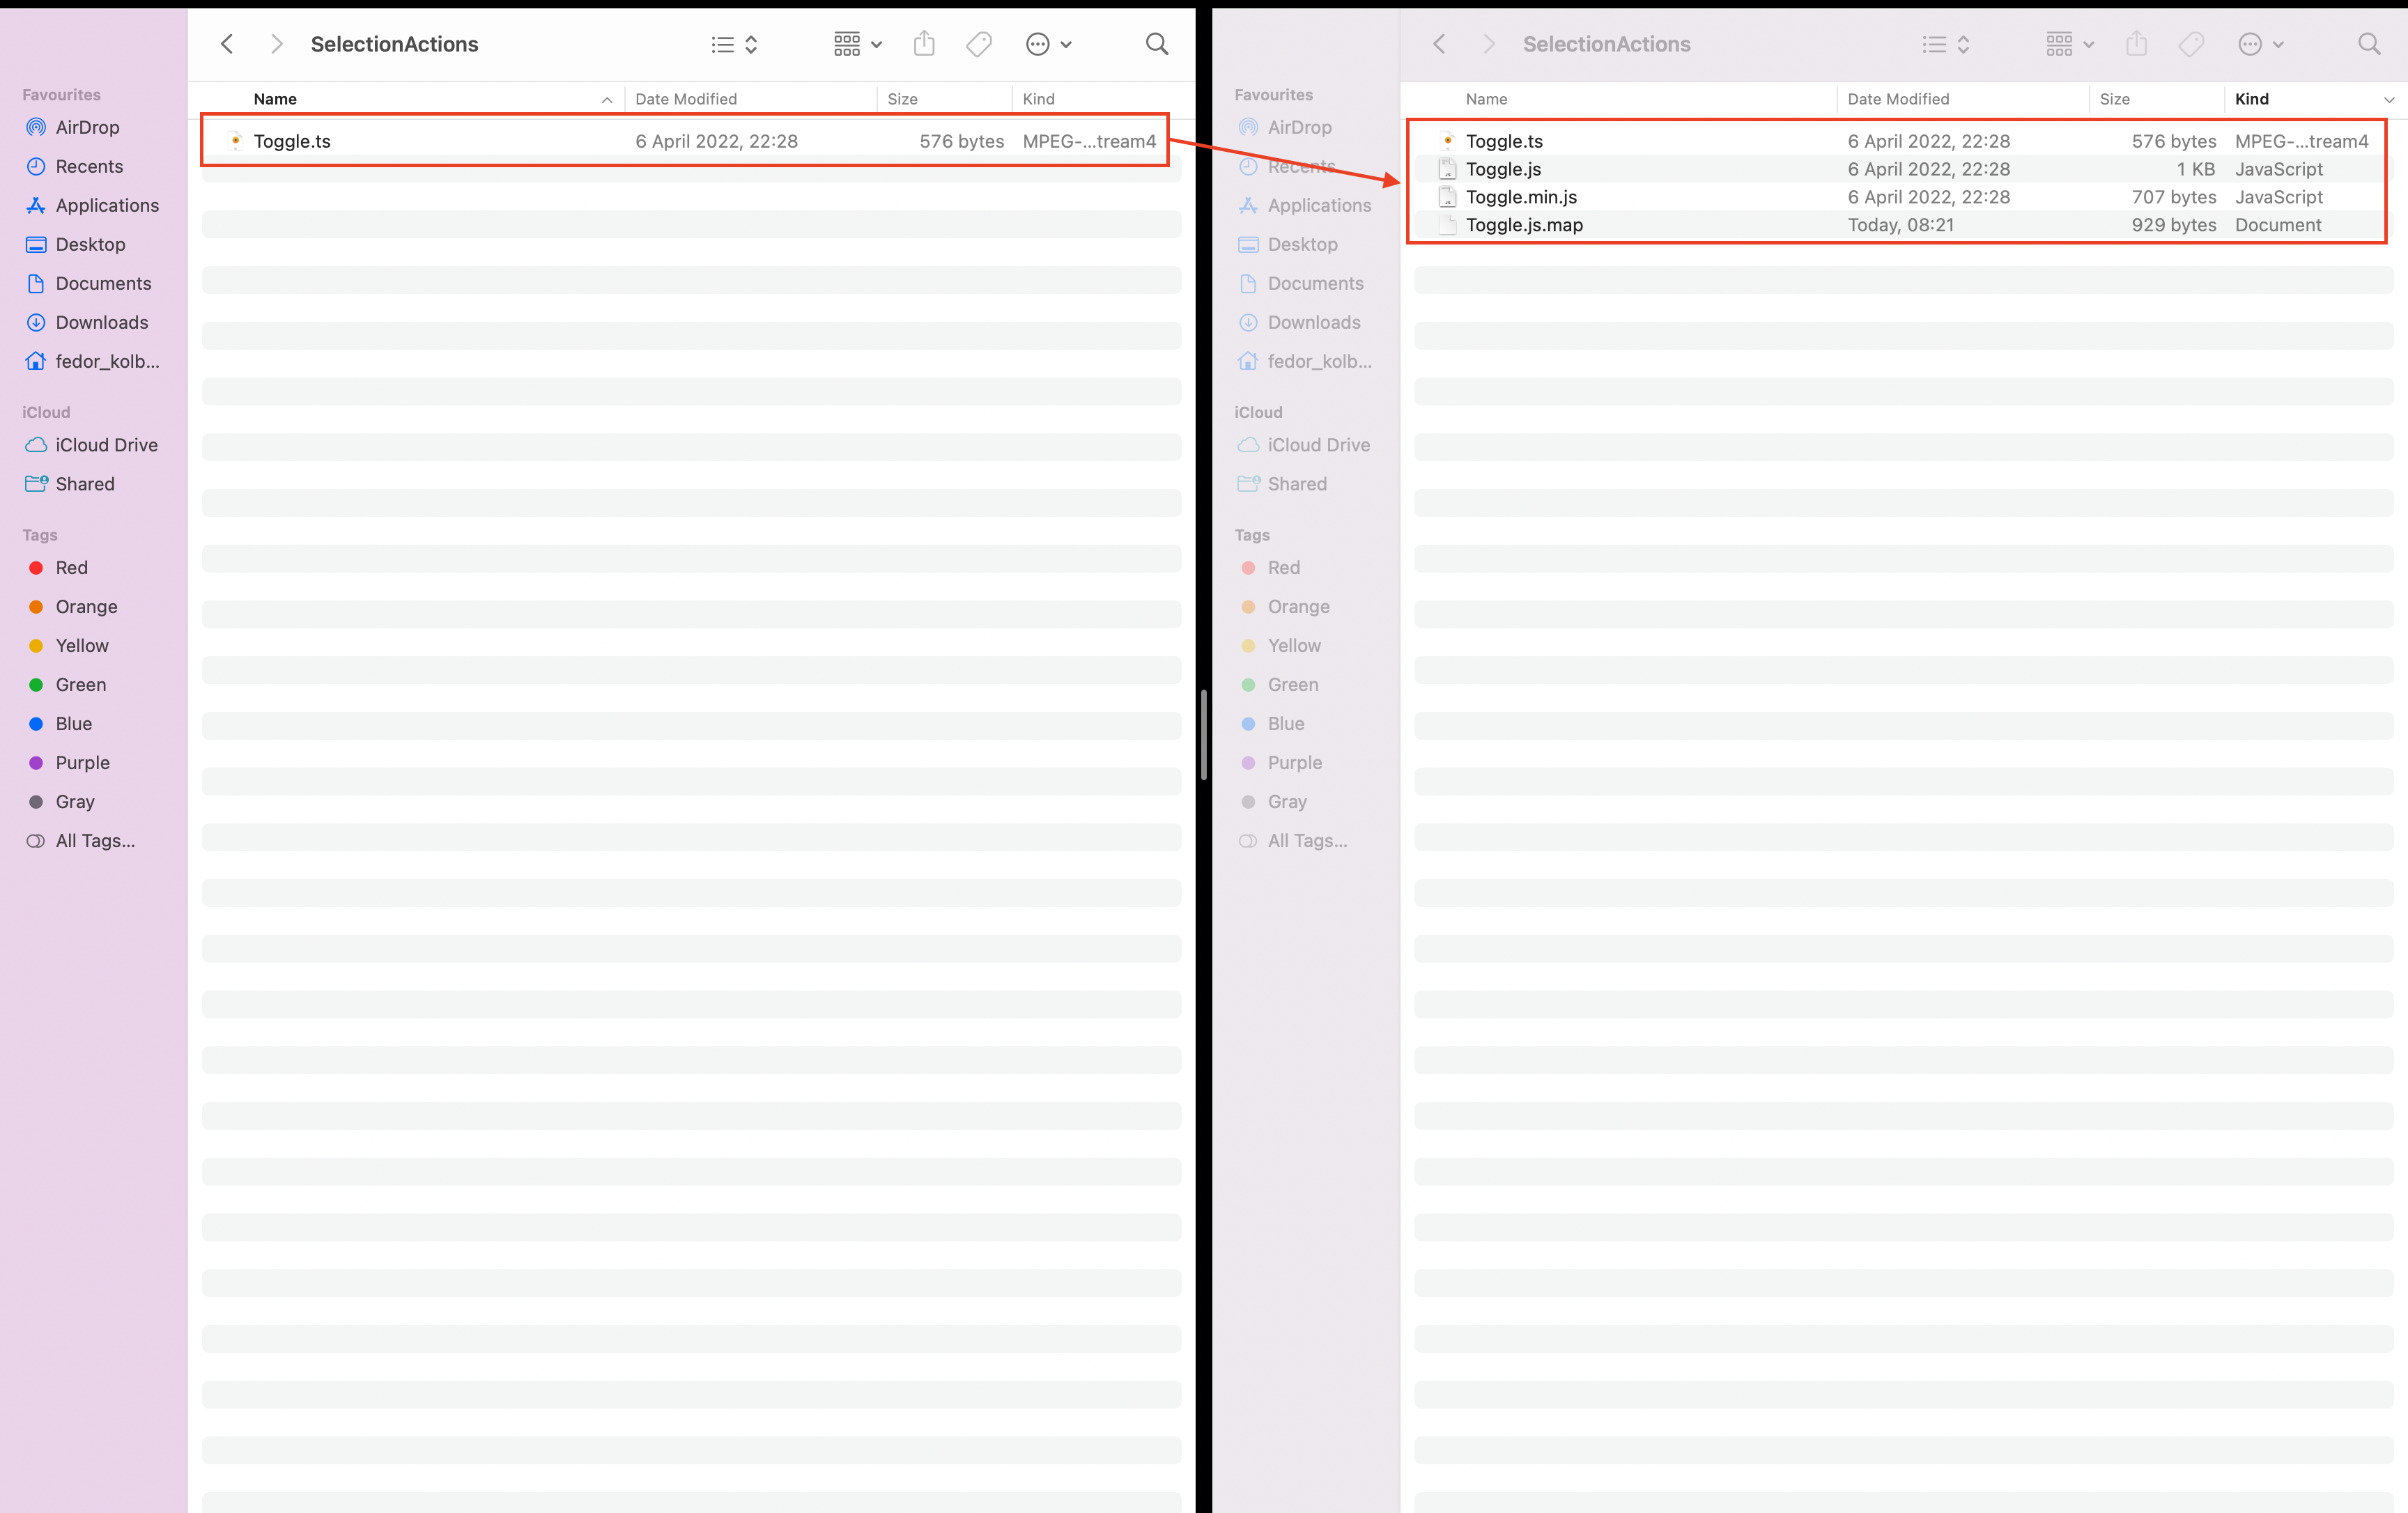 SelectionActions
Favourites
AirDrop
Recents
Applications
Desktop
Documents
Downloads
fedor_kolb...
iCloud
iCloud Drive
Shared
Tags
Red
Orange
Yellow
Green
Blue
Purple
Gray
All Tags...
Name Date Modified Size Kind
Toggle.ts 6 April 2022, 22:28 576 bytes MPEG-...tream4
SelectionActions
Favourites
AirDrop
Recents
Applications
Desktop
Documents
Downloads
fedor_kolb...
iCloud
iCloud Drive
Shared
Tags
Red
Orange
Yellow
Green
Blue
Purple
Gray
All Tags...
Name Date Modified Size Kind
Toggle.ts 6 April 2022, 22:28 576 bytes MPEG-...tream4
Toggle.js 6 April 2022, 22:28 1 KB JavaScript
Toggle.min.js 6 April 2022, 22:28 707 bytes JavaScript
Toggle.js.map Today, 08:21 929 bytes Document